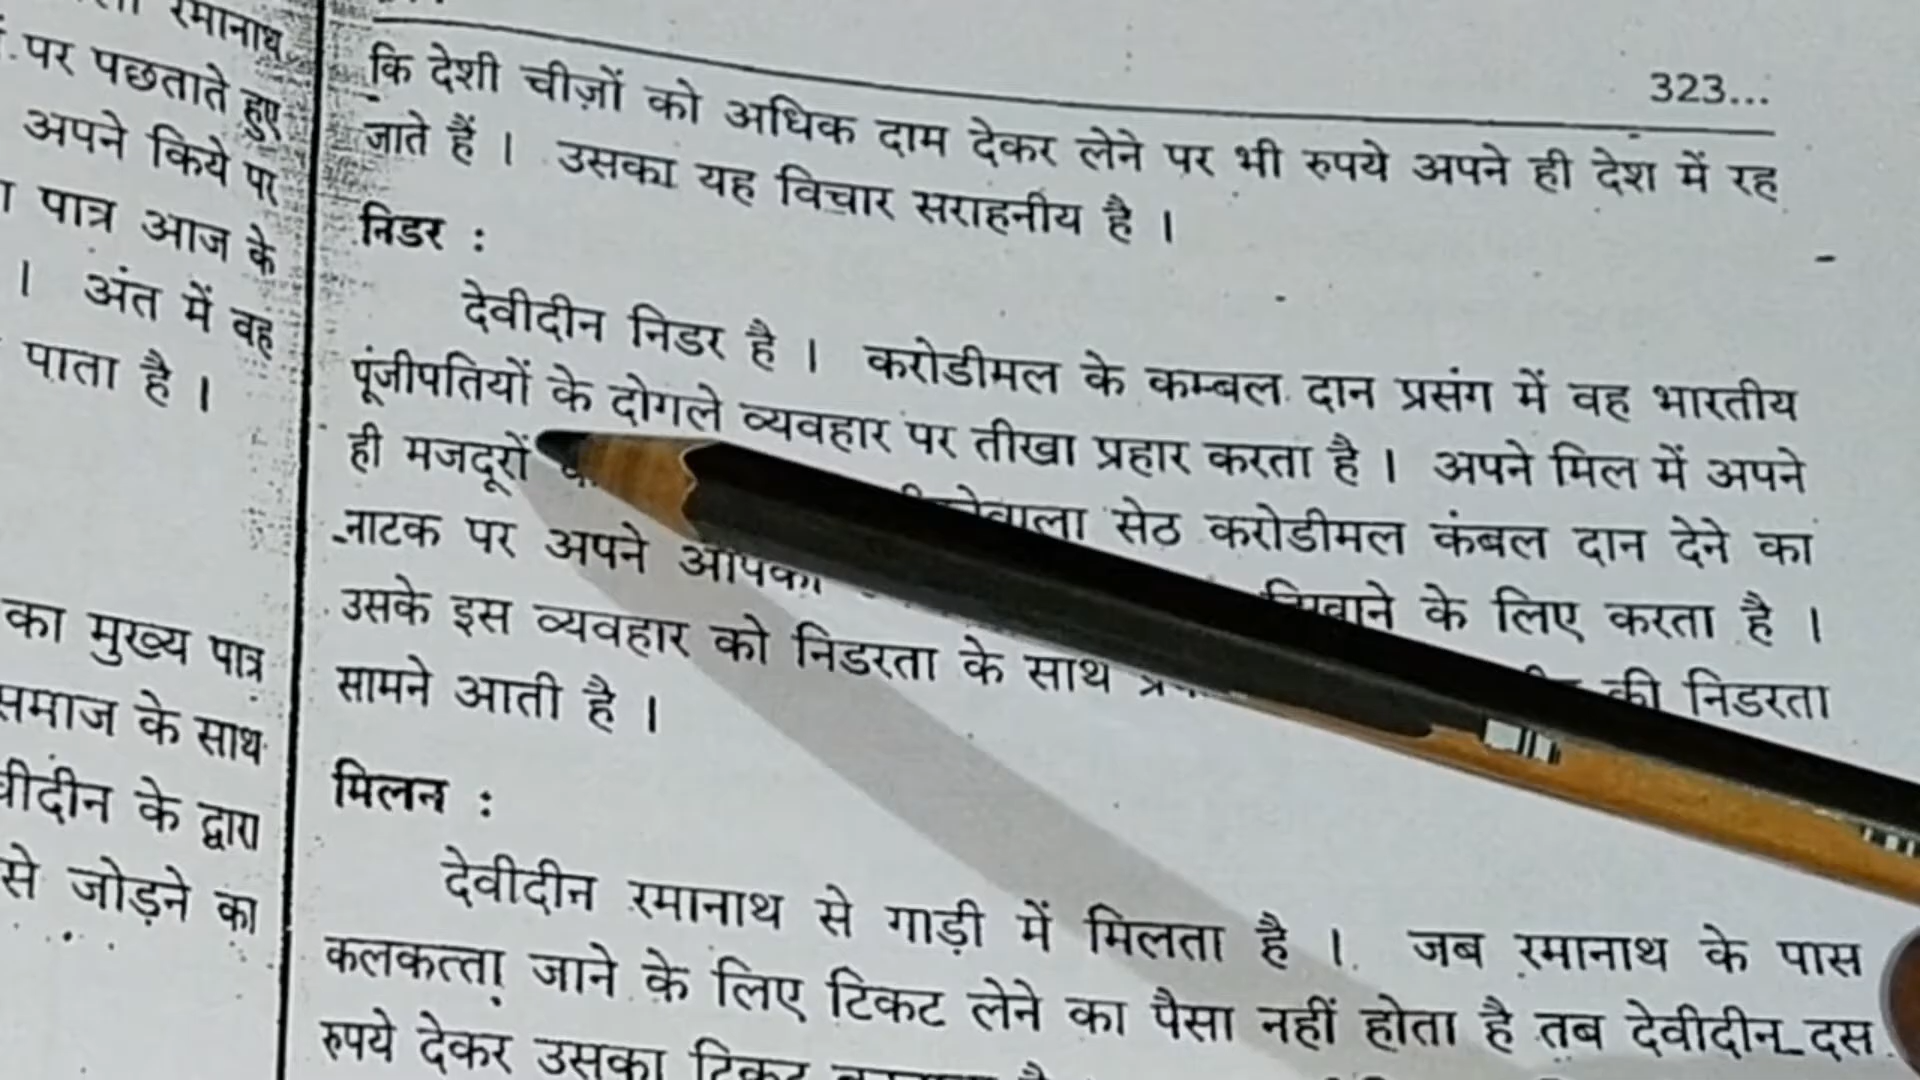 रमानाथ
पर पछताते हुए
अपने किये पर
पात्र आज के
। अंत में वह
पाता है ।
का मुख्य पात्र
समाज के साथ
के द्वारा
से जोड़ने का
323...
कि देशी चीज़ों को अधिक दाम देकर लेने पर भी रुपये अपने ही देश में रह
जाते हैं । उसका यह विचार सराहनीय है ।
निडर :
देवीदीन निडर है । करोडीमल के कम्बल दान प्रसंग में वह भारतीय
पूंजीपतियों के दोगले व्यवहार पर तीखा प्रहार करता है । अपने मिल में अपने
ही मजदूरों सेठ करोडीमल कंबल दान देने का
नाटक पर अपने आपको के लिए करता है ।
उसके इस व्यवहार को निडरता के साथ की निडरता
सामने आती है ।
मिलन :
देवीदीन रमानाथ से गाड़ी में मिलता है । जब रमानाथ के पास
कलकत्ता जाने के लिए टिकट लेने का पैसा नहीं होता है तब देवीदीन दस
रुपये देकर उसका टिकट